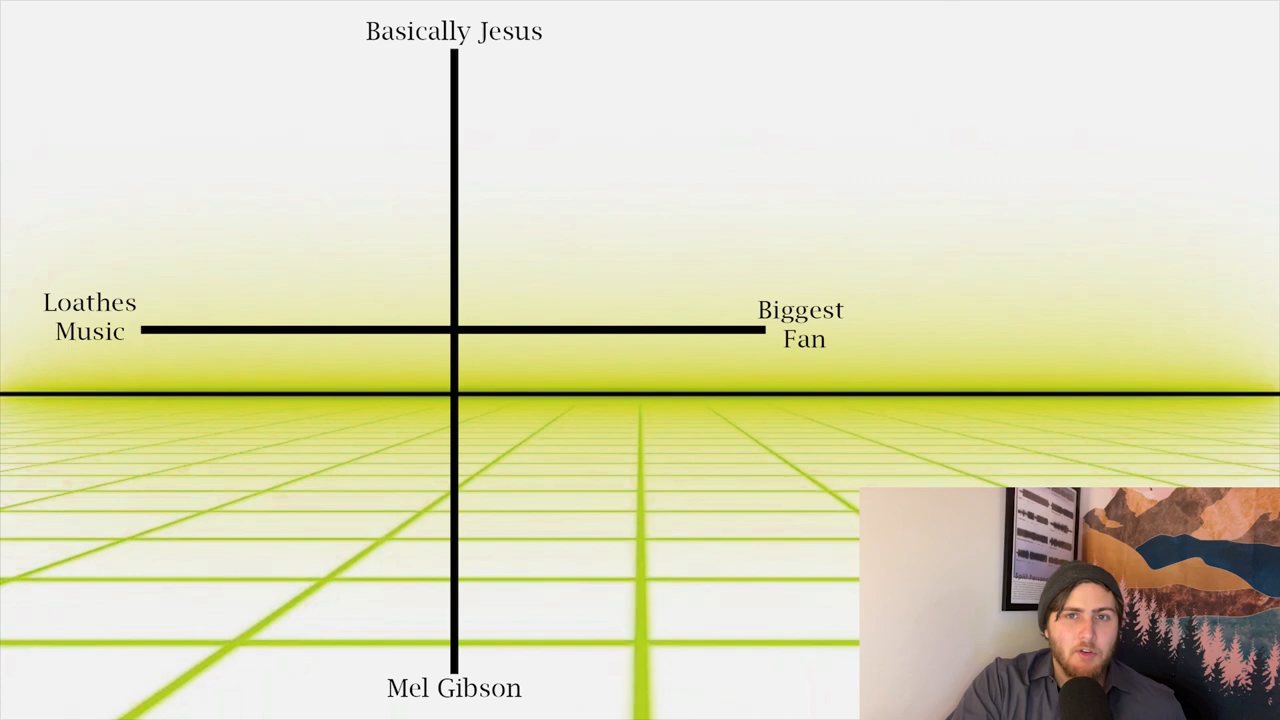 Basically Jesus
Loathes
Music
Biggest
Fan
Mel Gibson